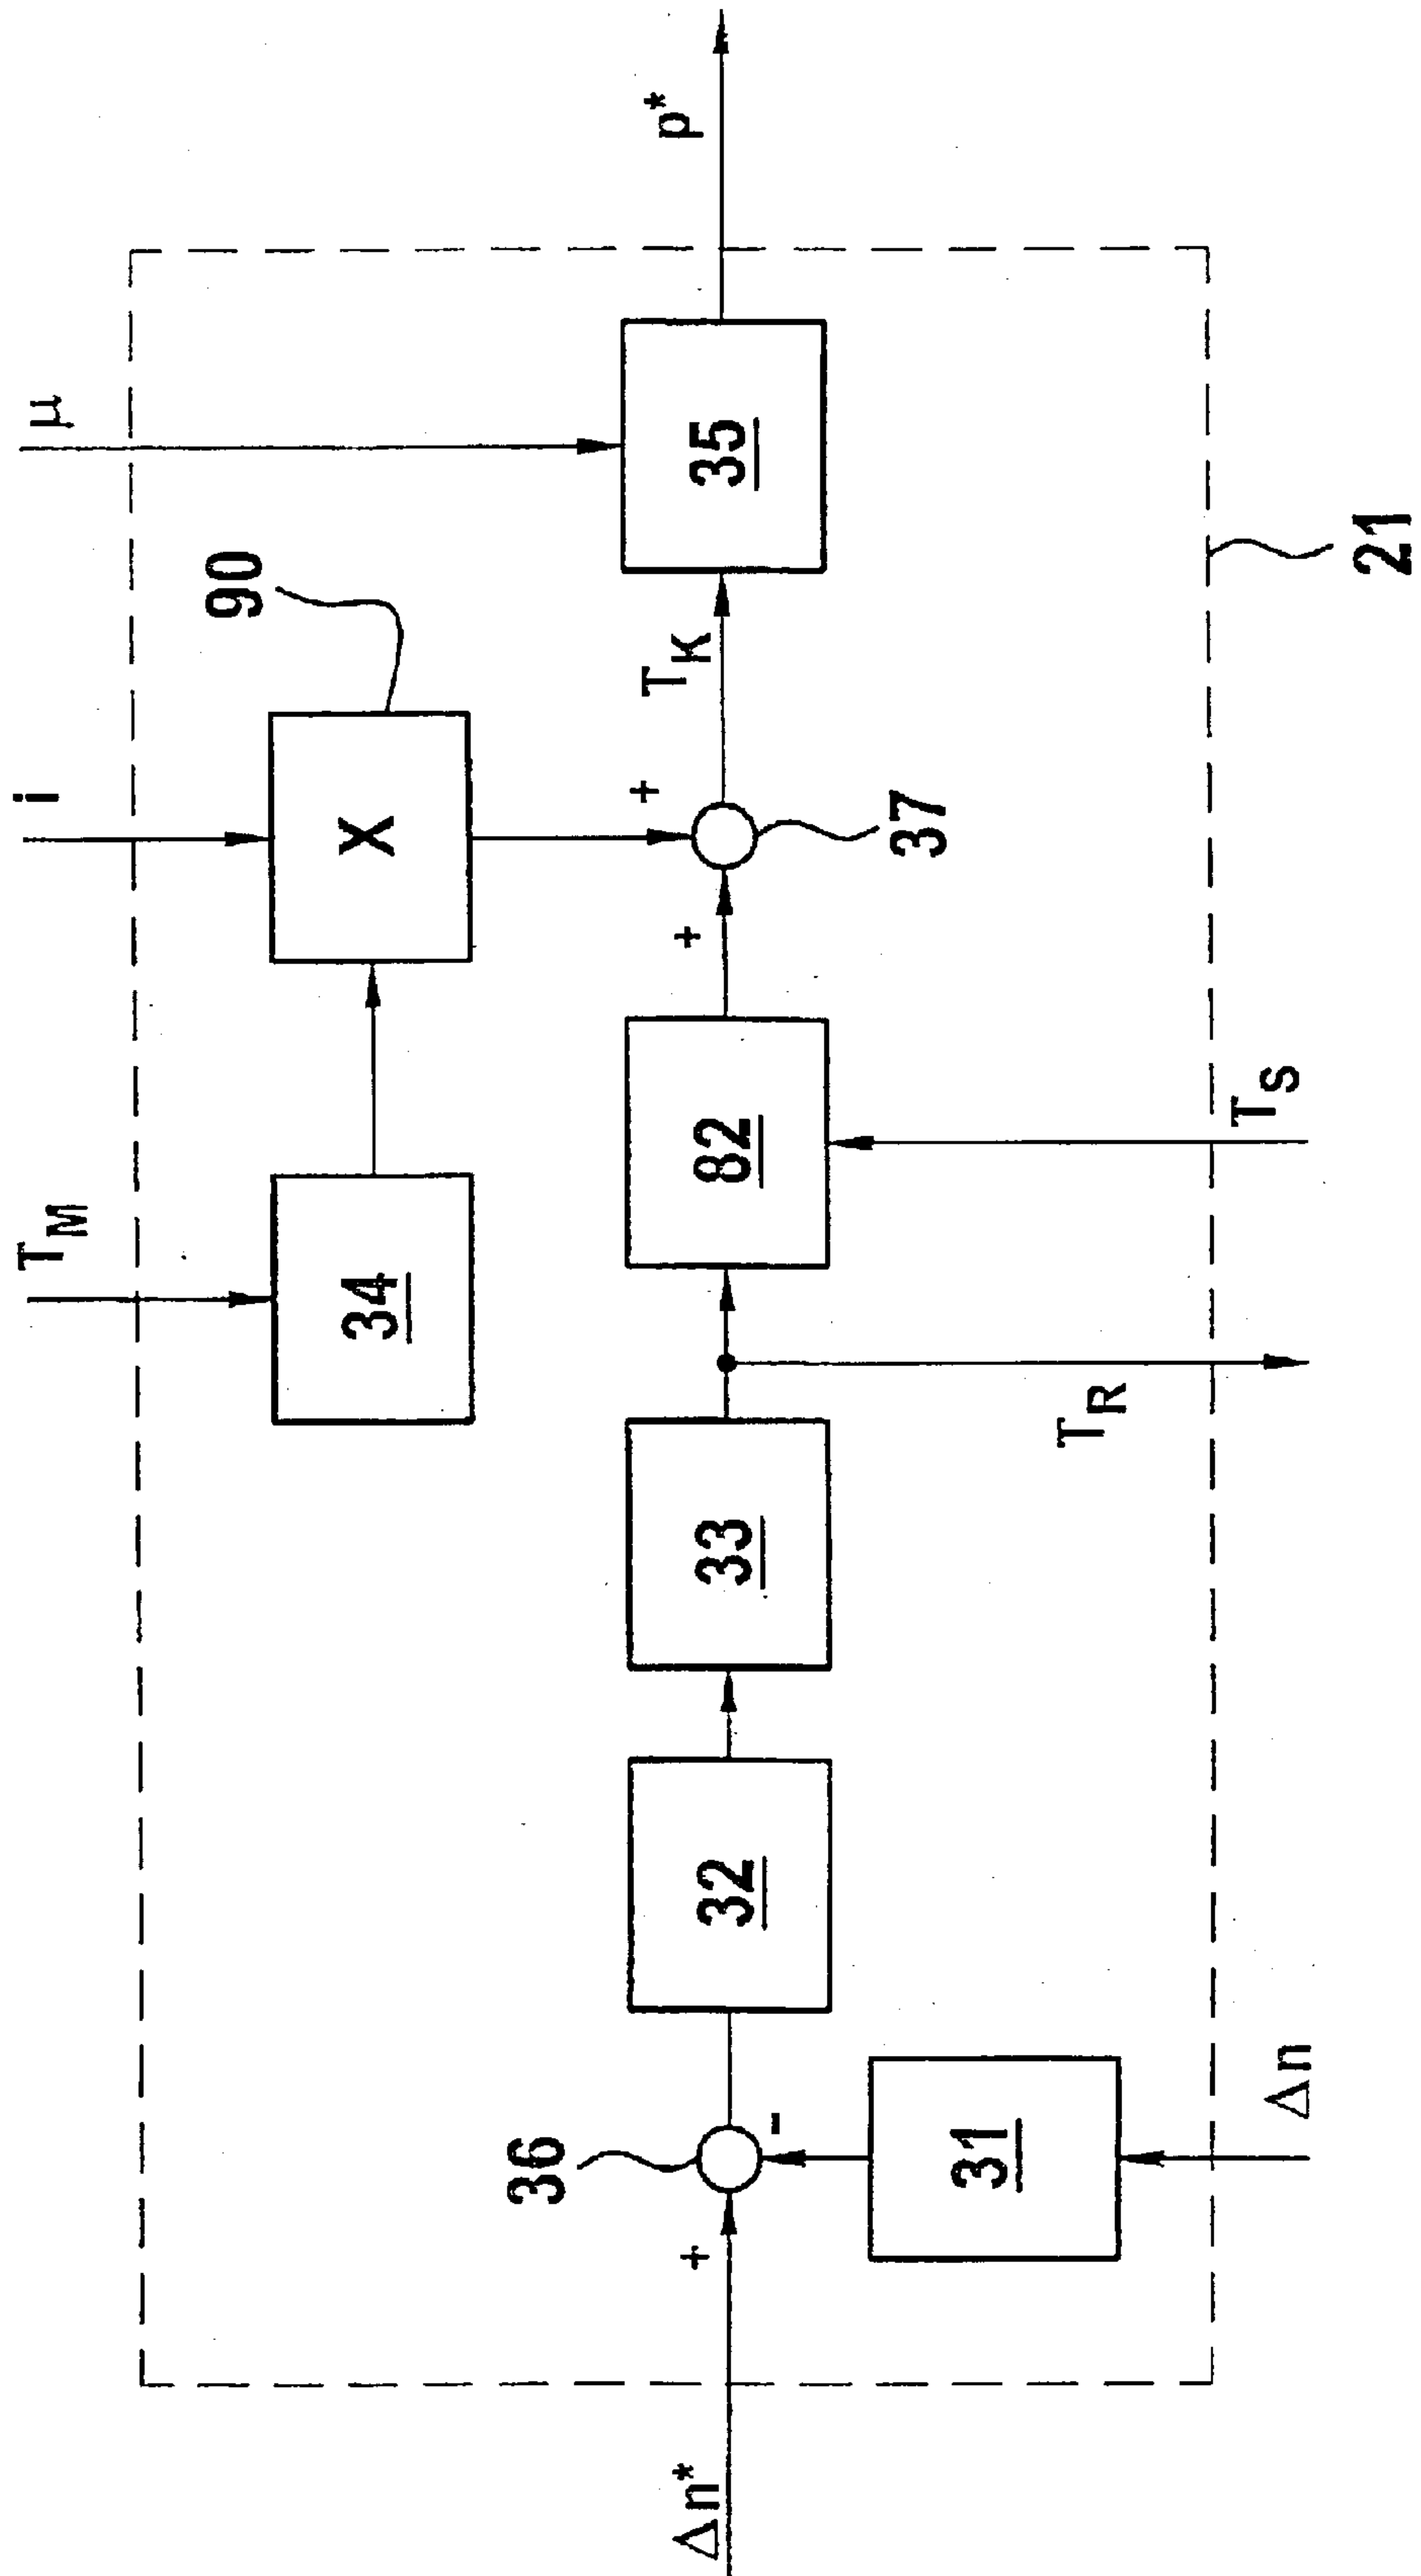 T_M
i
μ
90
34
X
+
36
32
33
82
+
T_K
35
p*
Δn*
+
-
37
31
T_R
T_S
Δn
21